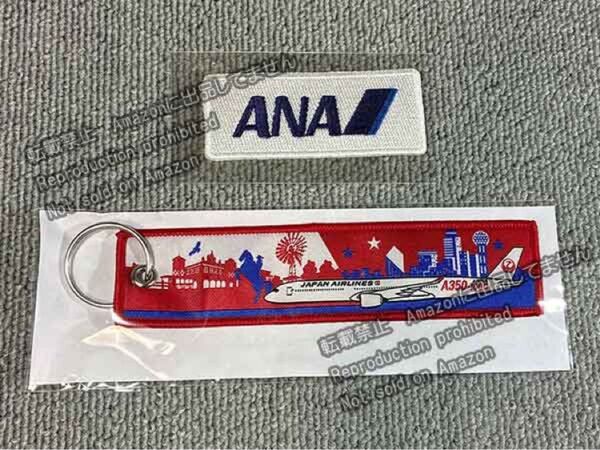 転載禁止 Amazonに出品してません
Reproduction prohibited
Not sold on Amazon
ANA
JAPAN AIRLINES
A350-1000
転載禁止 Amazonに出品してません
Reproduction prohibited
Not sold on Amazon